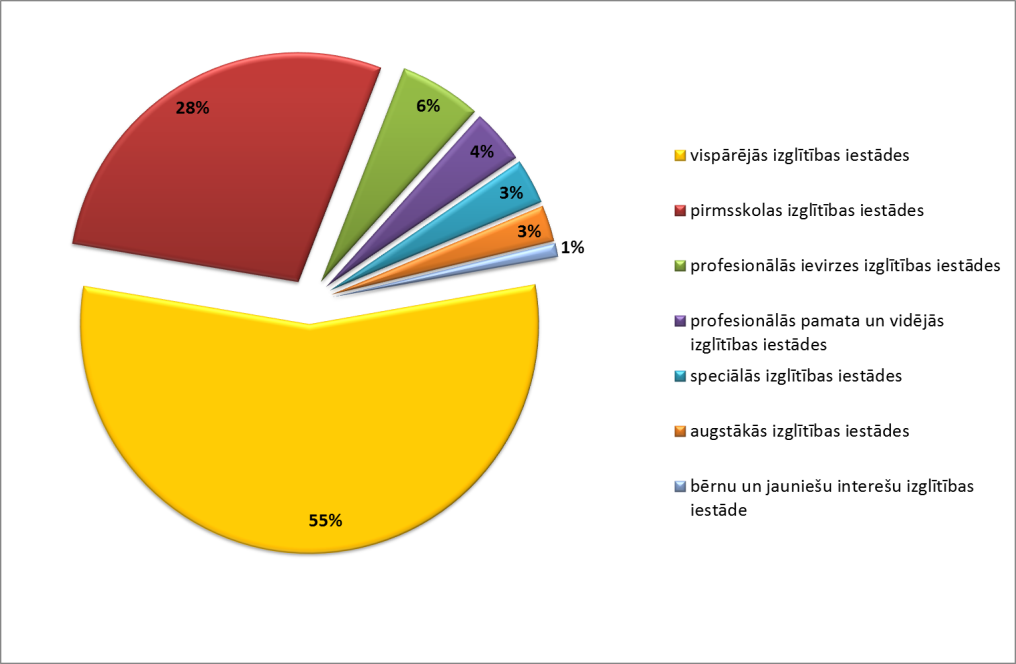 28%
6%
4%
3%
3%
1%
55%
vispārējās izglītības iestādes
pirmsskolas izglītības iestādes
profesionālās ievirzes izglītības iestādes
profesionālās pamata un vidējās
izglītības iestādes
speciālās izglītības iestādes
augstākās izglītības iestādes
bērnu un jauniešu interešu izglītības
iestāde